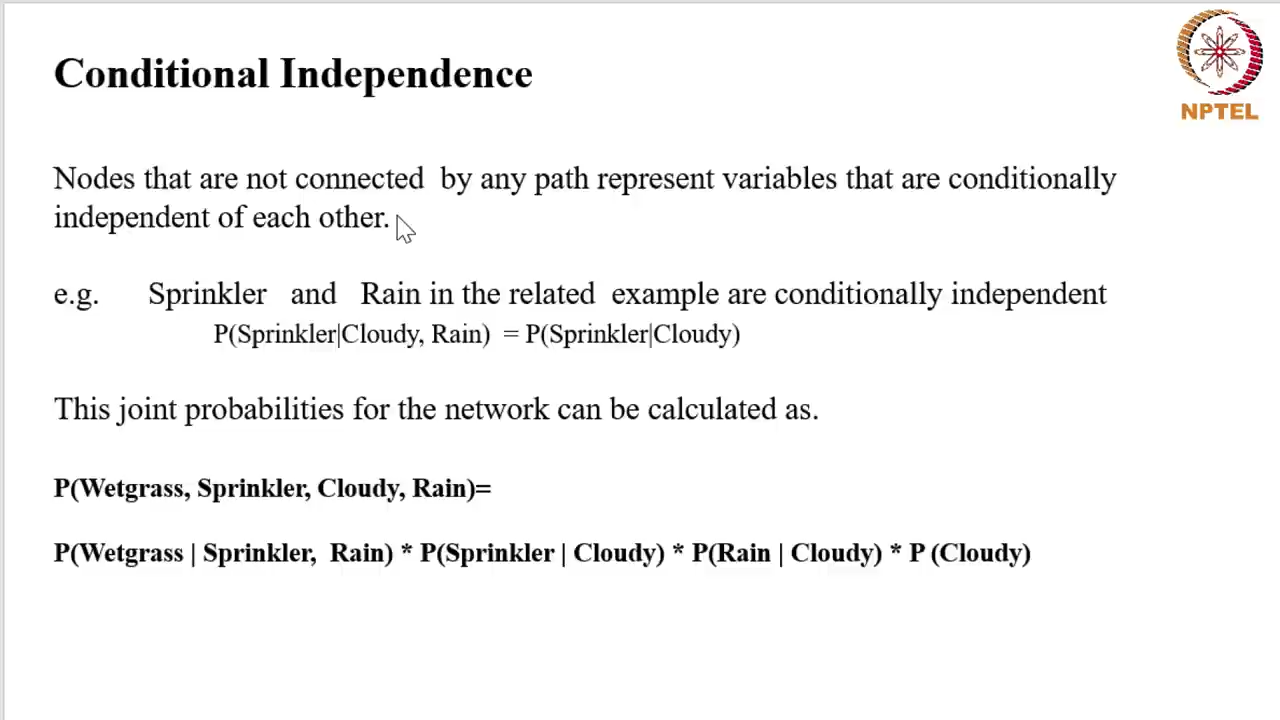 Conditional Independence
NPTEL
Nodes that are not connected by any path represent variables that are conditionally
independent of each other.
e.g. Sprinkler and Rain in the related example are conditionally independent
P(Sprinkler|Cloudy, Rain) = P(Sprinkler|Cloudy)
This joint probabilities for the network can be calculated as.
P(Wetgrass, Sprinkler, Cloudy, Rain)=
P(Wetgrass | Sprinkler, Rain) * P(Sprinkler | Cloudy) * P(Rain | Cloudy) * P (Cloudy)